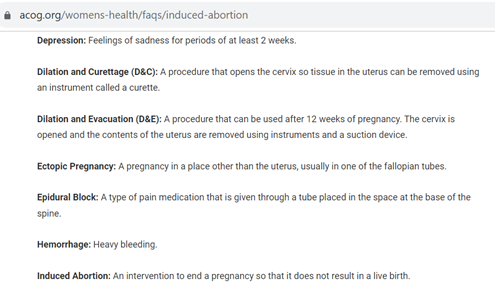 acog.org/womens-health/faqs/induced-abortion
Depression: Feelings of sadness for periods of at least 2 weeks.
Dilation and Curettage (D&C): A procedure that opens the cervix so tissue in the uterus can be removed using
an instrument called a curette.
Dilation and Evacuation (D&E): A procedure that can be used after 12 weeks of pregnancy. The cervix is
opened and the contents of the uterus are removed using instruments and a suction device.
Ectopic Pregnancy: A pregnancy in a place other than the uterus, usually in one of the fallopian tubes.
Epidural Block: A type of pain medication that is given through a tube placed in the space at the base of the
spine.
Hemorrhage: Heavy bleeding.
Induced Abortion: An intervention to end a pregnancy so that it does not result in a live birth.